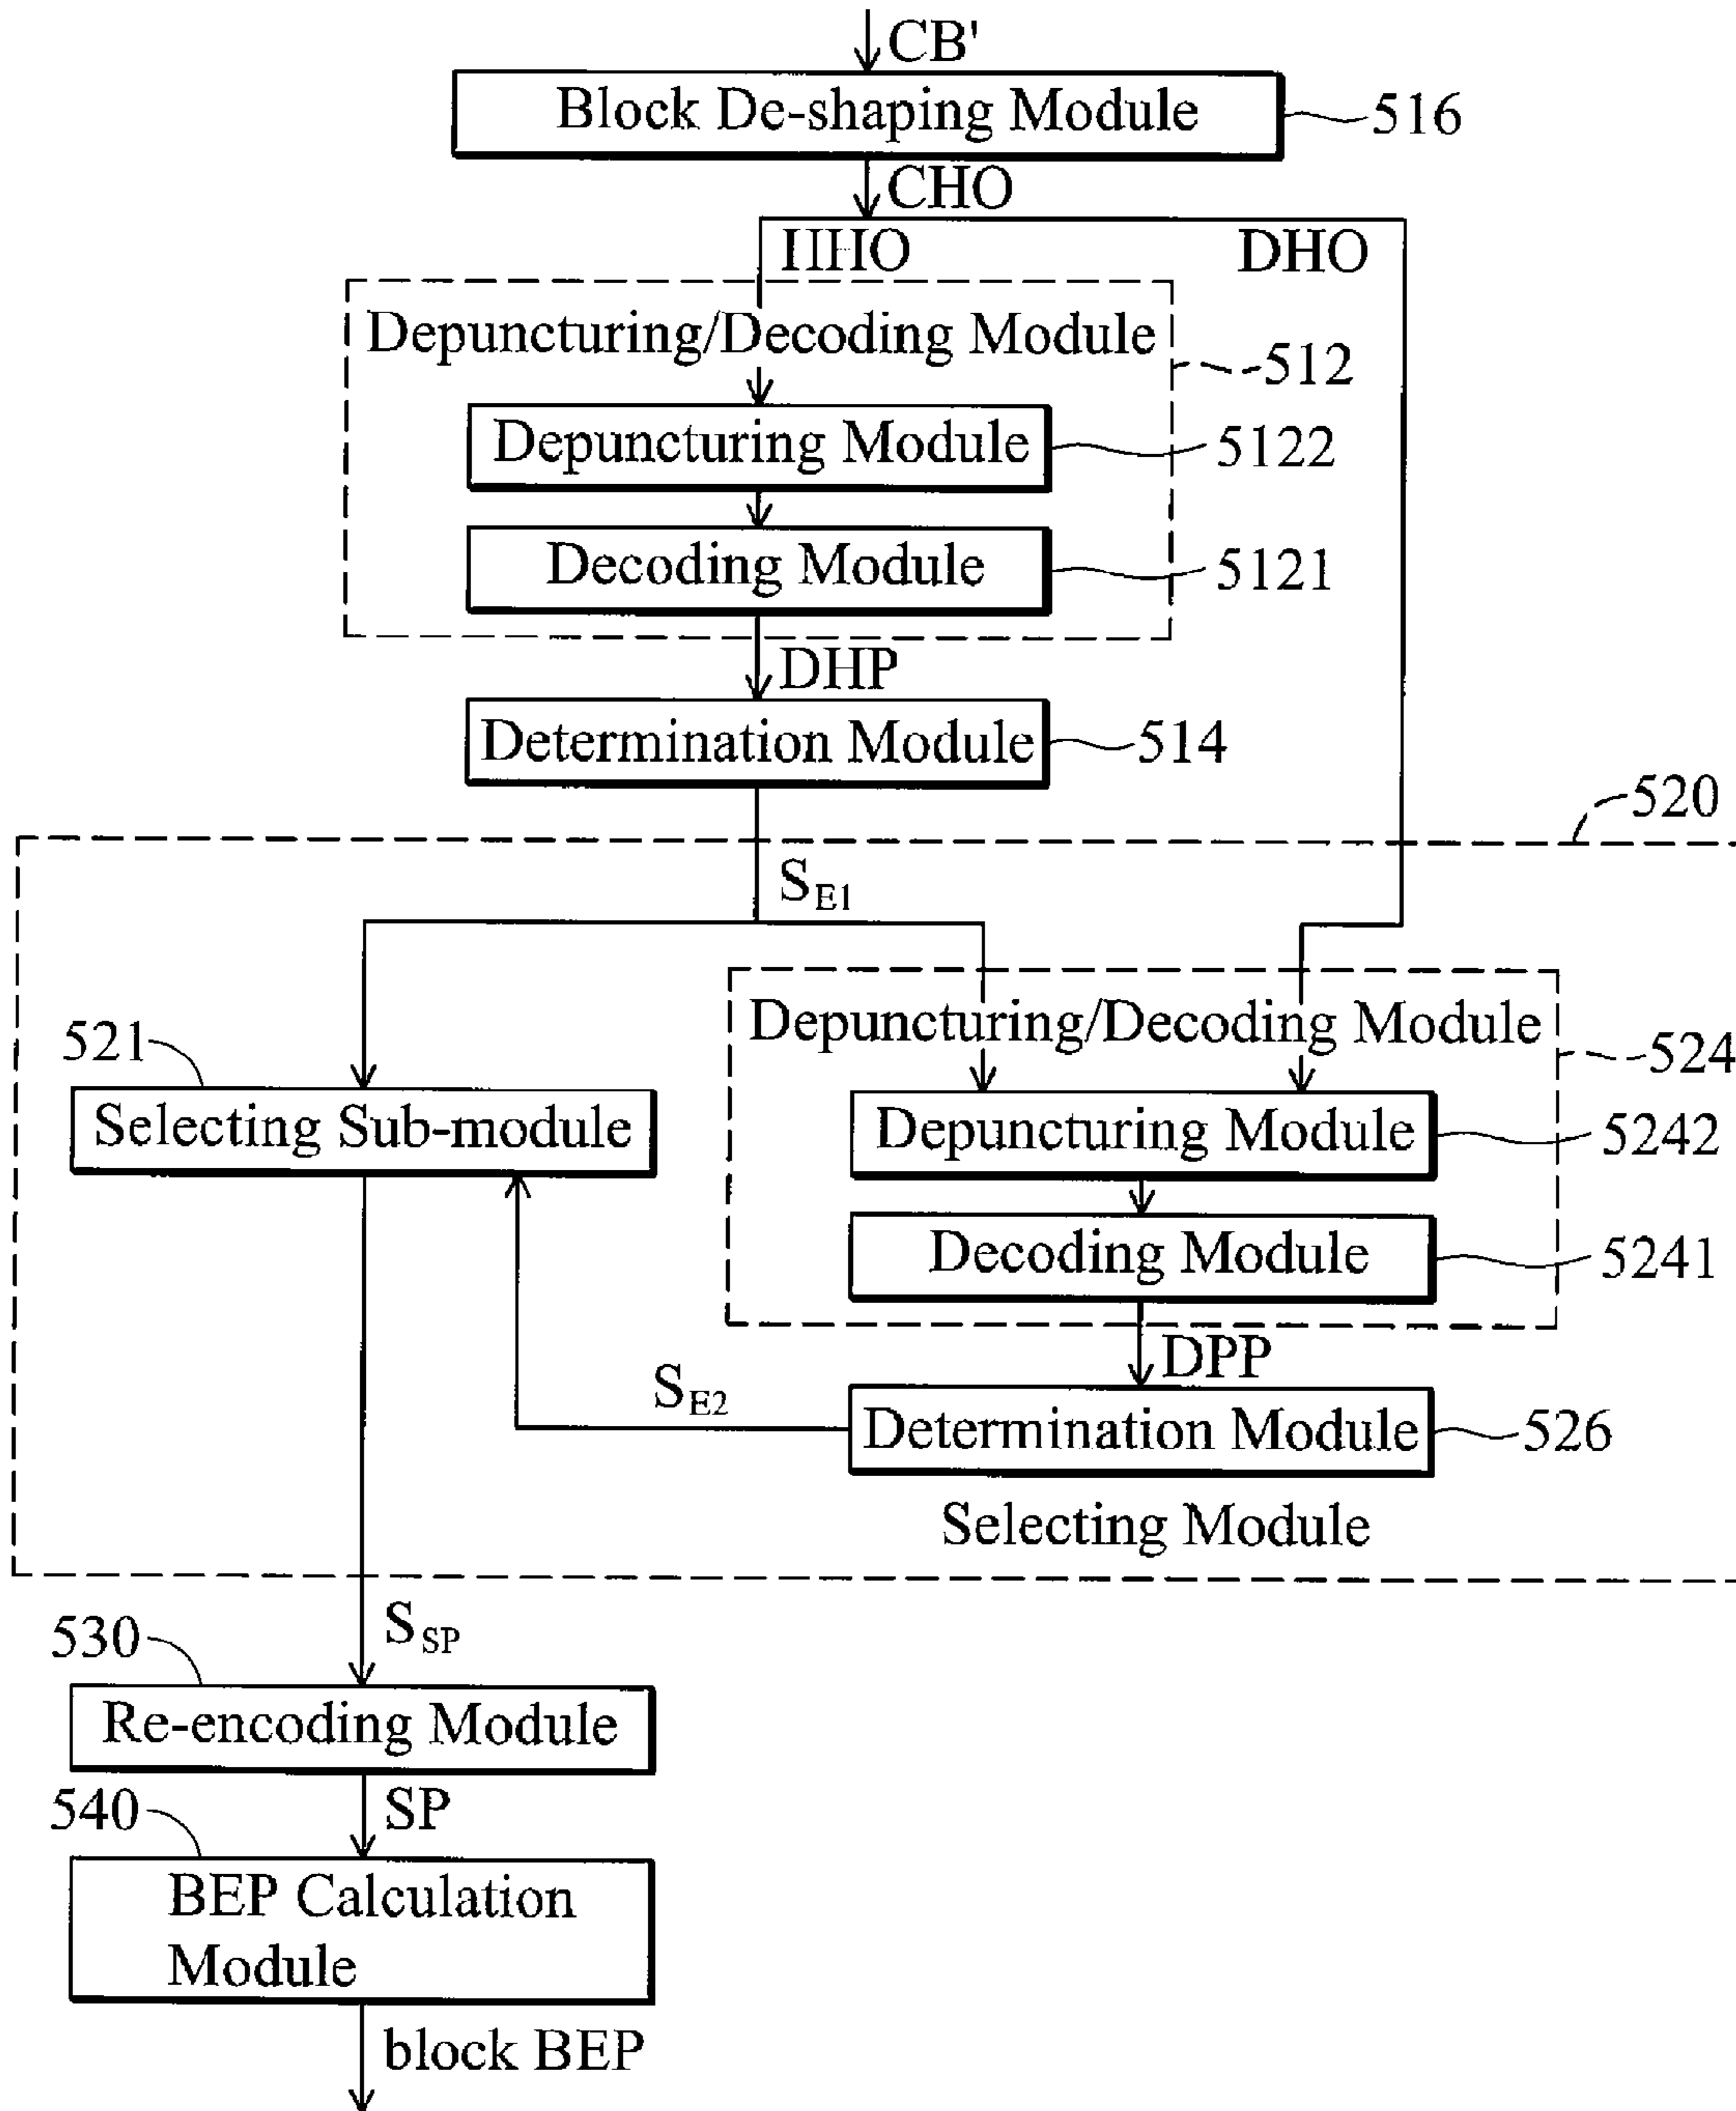 CB'
Block De-shaping Module
516
CHO
HHO
DHO
Depuncturing/Decoding Module
512
Depuncturing Module
5122
Decoding Module
5121
DHP
Determination Module
514
520
SE1
Depuncturing/Decoding Module
524
521
Selecting Sub-module
Depuncturing Module
5242
Decoding Module
5241
DPP
SE2
Determination Module
526
Selecting Module
530
SSP
Re-encoding Module
540
SP
BEP Calculation
Module
block BEP